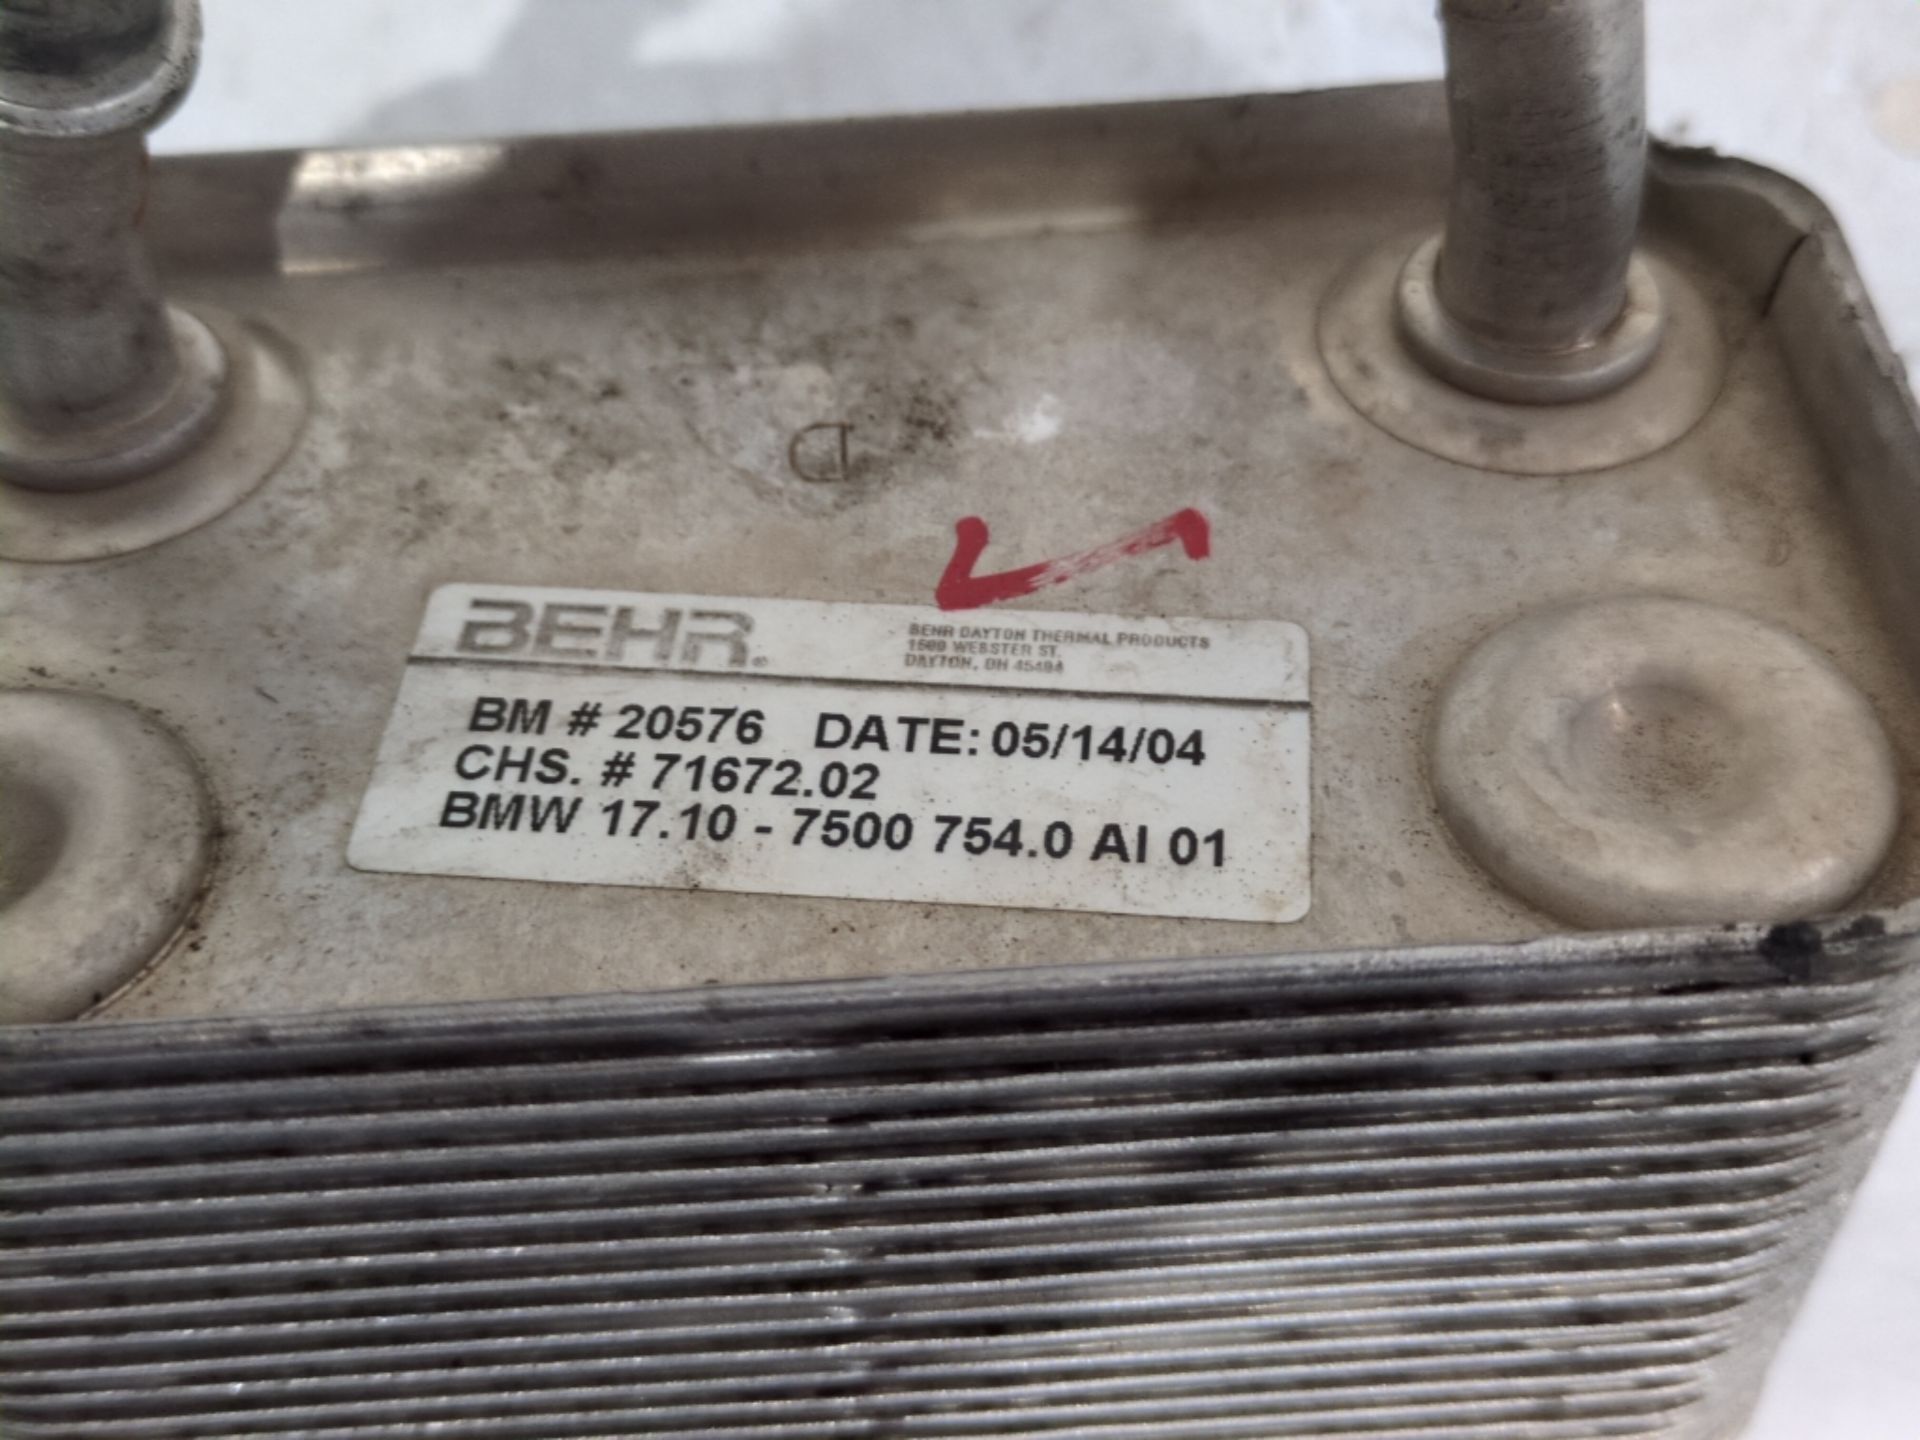 D
BEHR®
BEHR DAYTON THERMAL PRODUCTS
1600 WEBSTER ST.
DAYTON, OH 45404
BM # 20576 DATE: 05/14/04
CHS. # 71672.02
BMW 17.10 - 7500 754.0 AI 01